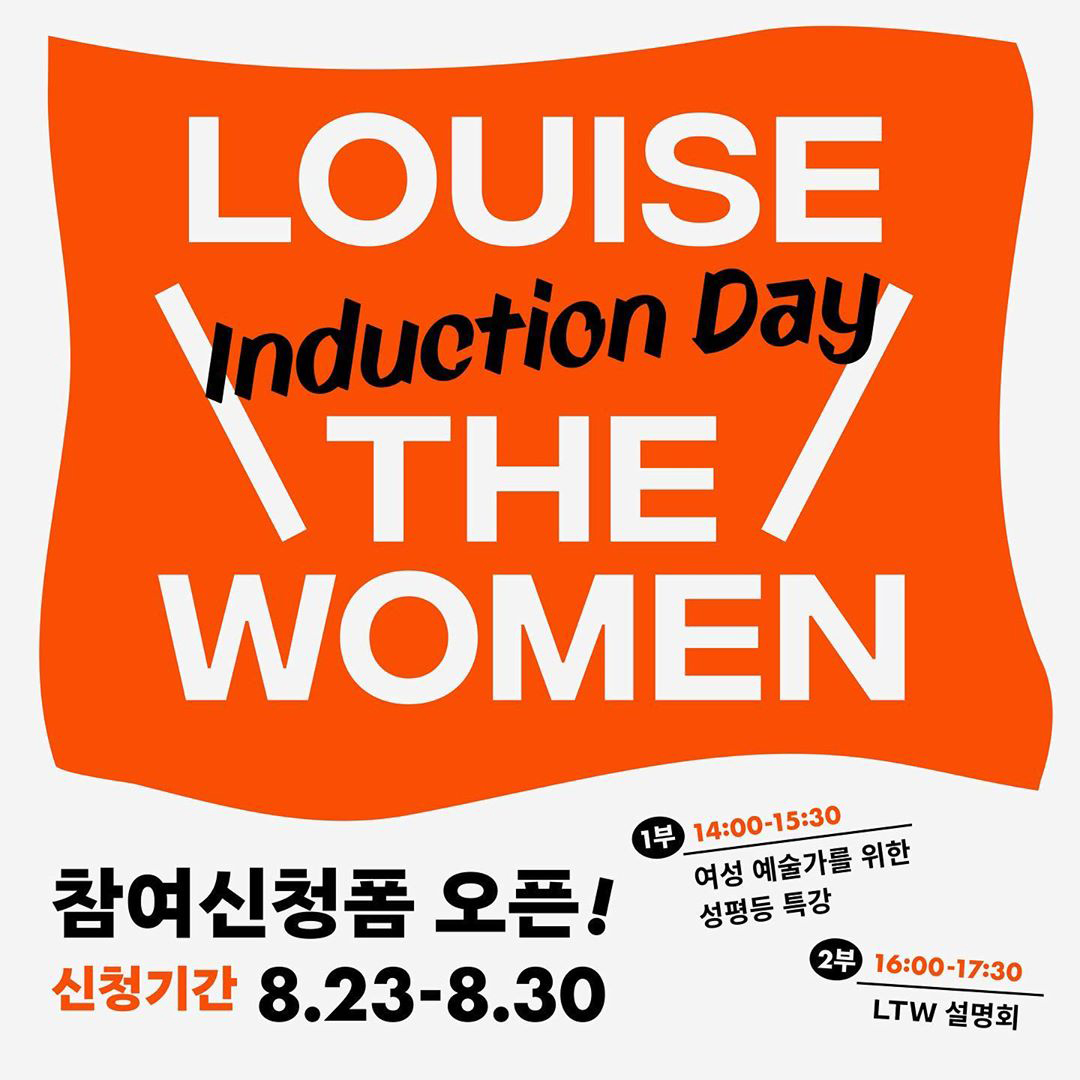 LOUISE
Induction Day
THE
WOMEN
참여신청폼 오픈!
신청기간 8.23-8.30
1부 14:00-15:30
여성 예술가를 위한
성평등 특강
2부 16:00-17:30
LTW 설명회